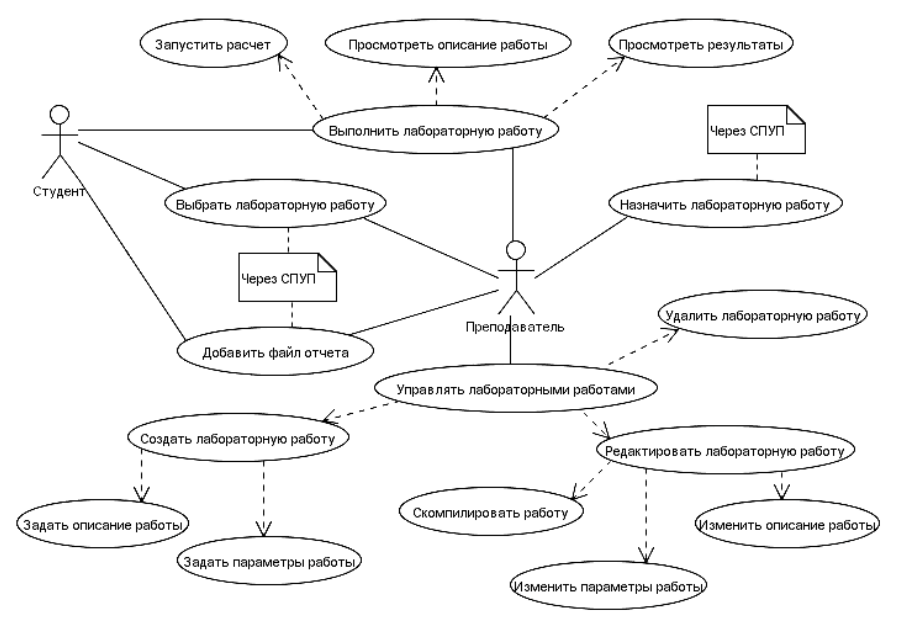 Запустить расчет
Просмотреть описание работы
Просмотреть результаты
Выполнить лабораторную работу
Через СПУП
Студент
Выбрать лабораторную работу
Назначить лабораторную работу
Через СПУП
Преподаватель
Удалить лабораторную работу
Добавить файл отчета
Управлять лабораторными работами
Создать лабораторную работу
Редактировать лабораторную работу
Скомпилировать работу
Задать описание работы
Изменить описание работы
Задать параметры работы
Изменить параметры работы